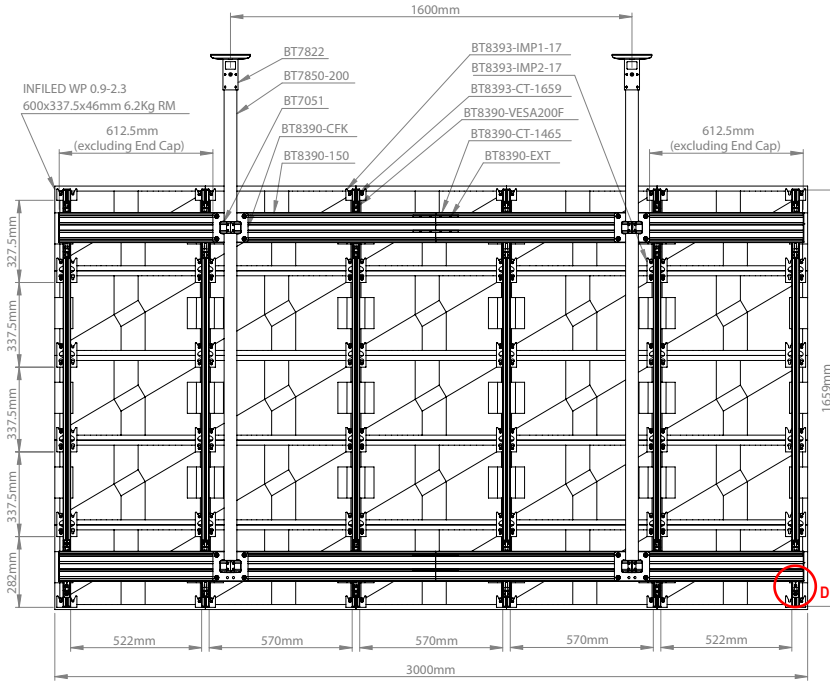 1600mm
BT7822
BT7850-200
BT7051
BT8390-CFK
BT8390-150
BT8393-IMP1-17
BT8393-IMP2-17
BT8393-CT-1659
BT8390-VESA200F
BT8390-CT-1465
BT8390-EXT
INFILED WP 0.9-2.3
600x337.5x46mm 6.2Kg RM
612.5mm
(excluding End Cap)
612.5mm
(excluding End Cap)
327.5mm
337.5mm
337.5mm
337.5mm
282mm
1659mm
D
522mm
570mm
570mm
570mm
522mm
3000mm